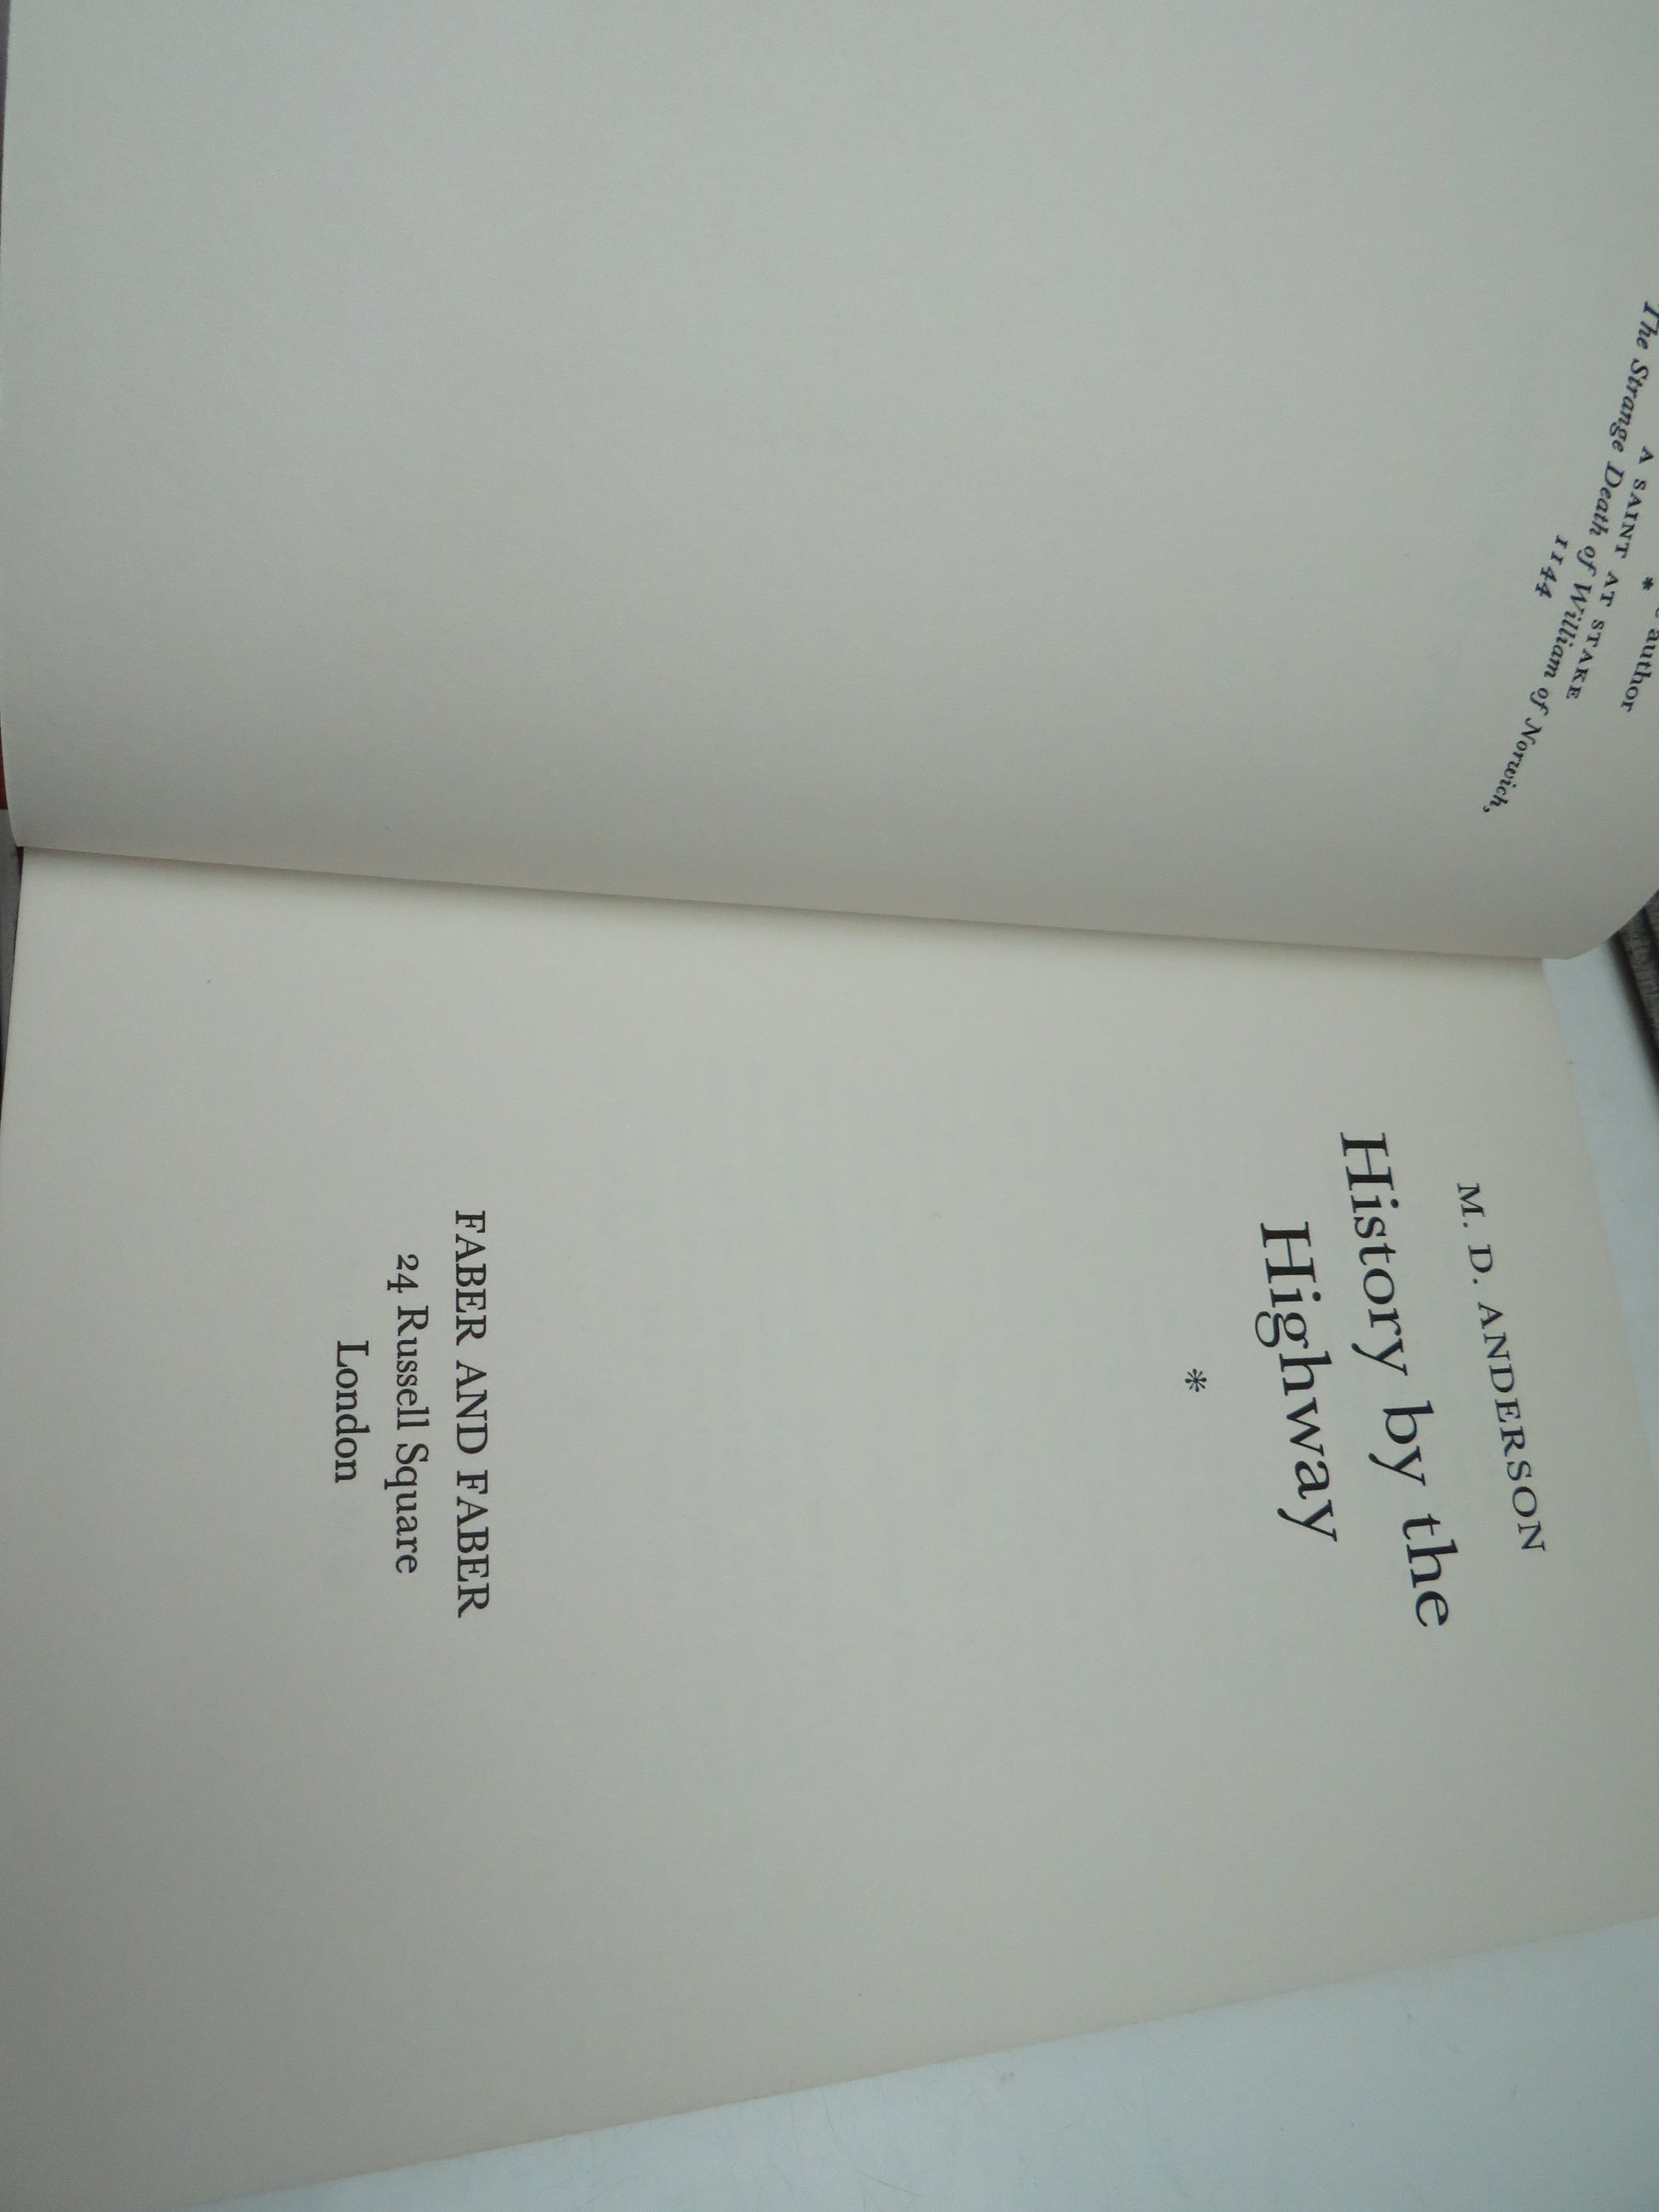 author
*
A SAINT AT STAKE
The Strange Death of William of Norwich,
1144
M. D. ANDERSON
History by the
Highway
*
FABER AND FABER
24 Russell Square
London